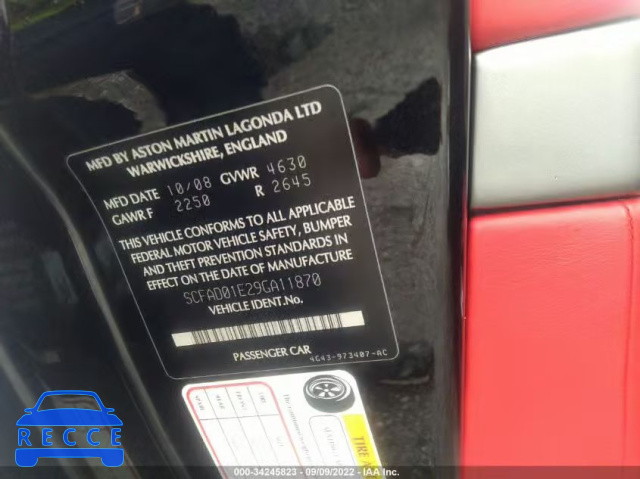 MFD BY ASTON MARTIN LAGONDA LTD
WARWICKSHIRE, ENGLAND
MFD DATE 10/08 GVWR 4630
GAWR F 2250 R 2645
THIS VEHICLE CONFORMS TO ALL APPLICABLE
FEDERAL MOTOR VEHICLE SAFETY, BUMPER
AND THEFT PREVENTION STANDARDS IN
EFFECT ON THE DATE OF MANUFACTURE
SCFAD01E29GA11870
VEHICLE IDENT.No.
PASSENGER CAR
4G43-973407-AC
TIRE
RECCE
000-34245823 - 09/09/2022 - IAA Inc.